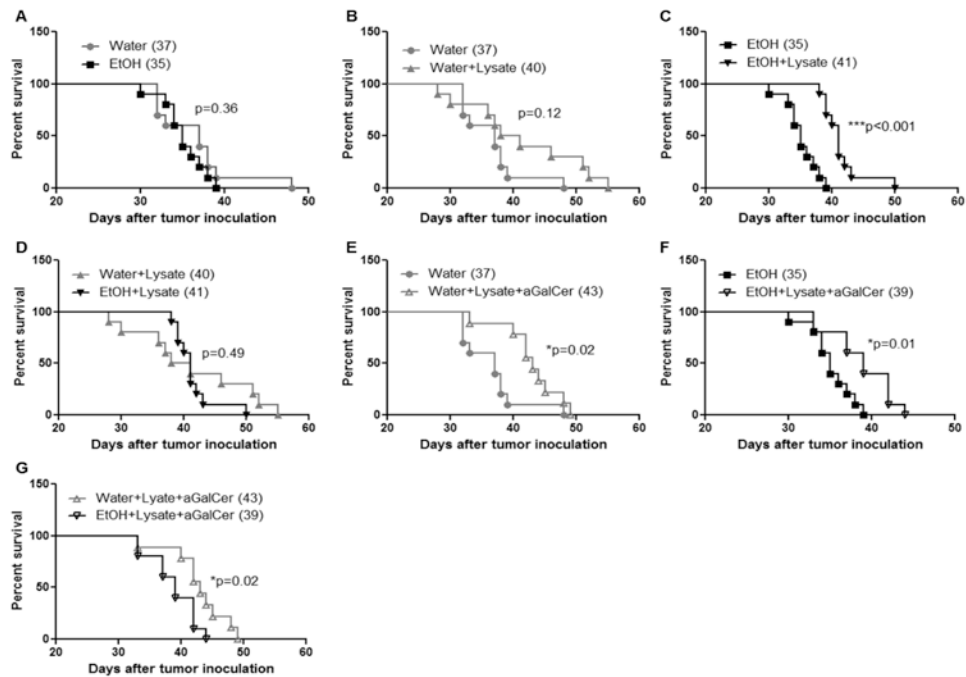 A
Percent survival
150
100
50
0
Water (37)
EtOH (35)
p=0.36
20 30 40 50
Days after tumor inoculation
B
Percent survival
150
100
50
0
Water (37)
Water+Lysate (40)
p=0.12
20 30 40 50 60
Days after tumor inoculation
C
Percent survival
150
100
50
0
EtOH (35)
EtOH+Lysate (41)
***p<0.001
20 30 40 50 60
Days after tumor inoculation
D
Percent survival
150
100
50
0
Water+Lysate (40)
EtOH+Lysate (41)
p=0.49
20 30 40 50 60
Days after tumor inoculation
E
Percent survival
150
100
50
0
Water (37)
Water+Lysate+aGalCer (43)
*p=0.02
20 30 40 50 60
Days after tumor inoculation
F
Percent survival
150
100
50
0
EtOH (35)
EtOH+Lysate+aGalCer (39)
*p=0.01
20 30 40 50
Days after tumor inoculation
G
Percent survival
150
100
50
0
Water+Lyate+aGalCer (43)
EtOH+Lysate+aGalCer (39)
*p=0.02
20 30 40 50 60
Days after tumor inoculation